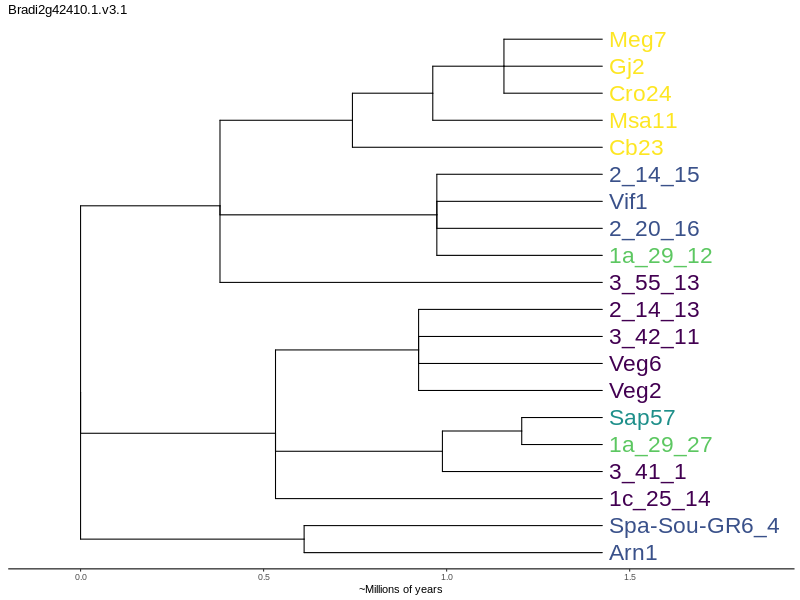 Bradi2g42410.1.v3.1
Meg7
Gj2
Cro24
Msa11
Cb23
2_14_15
Vif1
2_20_16
1a_29_12
3_55_13
2_14_13
3_42_11
Veg6
Veg2
Sap57
1a_29_27
3_41_1
1c_25_14
Spa-Sou-GR6_4
Arn1
0.0 0.5 1.0 1.5
~Millions of years